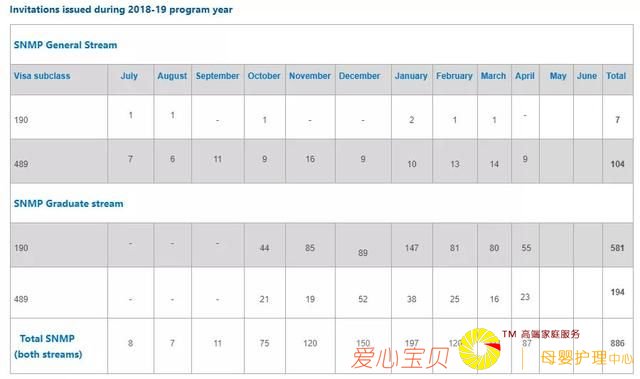 Invitations issued during 2018-19 program year
SNMP General Stream
Visa subclass July August September October November December January February March April May June Total
190 1 1 - 1 - - 2 1 1 - 7
489 7 6 11 9 16 9 10 13 14 9 104
SNMP Graduate stream
190 - - - 44 85 89 147 81 80 55 581
489 - - - 21 19 52 38 25 16 23 194
Total SNMP (both streams) 8 7 11 75 120 150 197 120 87 886
爱心宝贝
TM 高端家庭服务
母婴护理中心